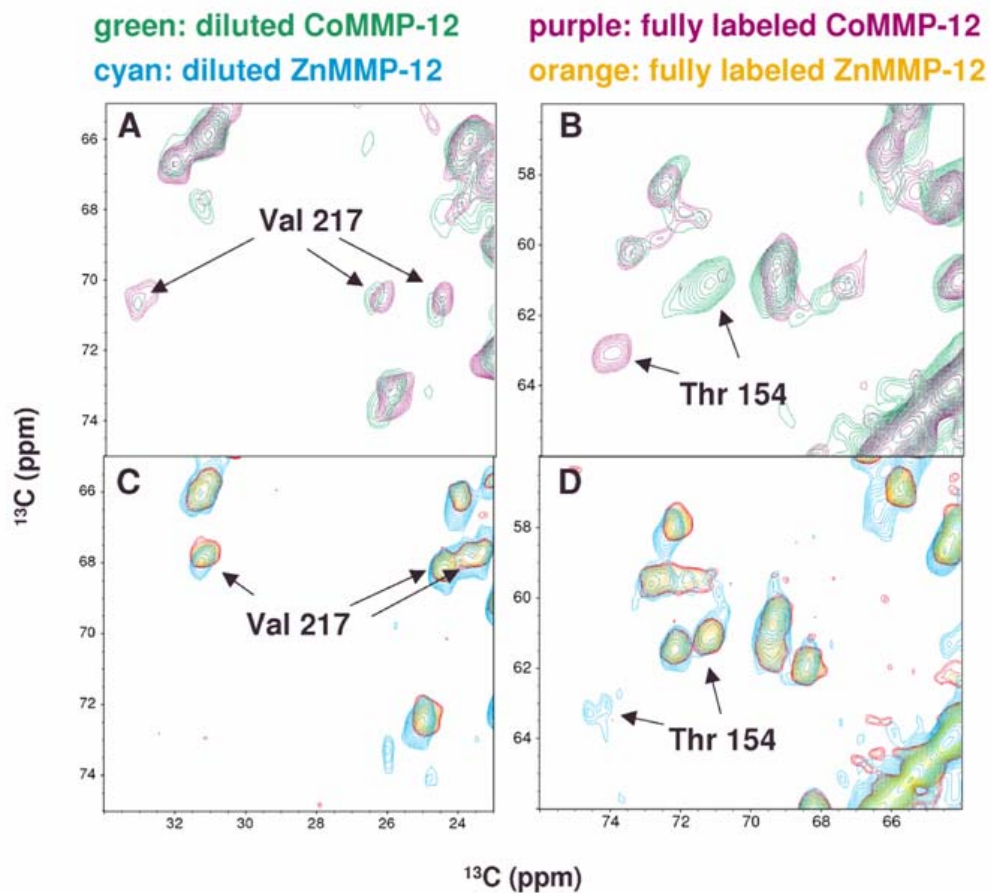 green: diluted CoMMP-12 purple: fully labeled CoMMP-12
cyan: diluted ZnMMP-12 orange: fully labeled ZnMMP-12
A B
66 58
68
Val 217 60
70 62
72 Thr 154
64
74
¹³C (ppm)
C D
66 58
68 60
Val 217
70 62
72 Thr 154
64
74
32 30 28 26 24 74 72 70 68 66
¹³C (ppm)